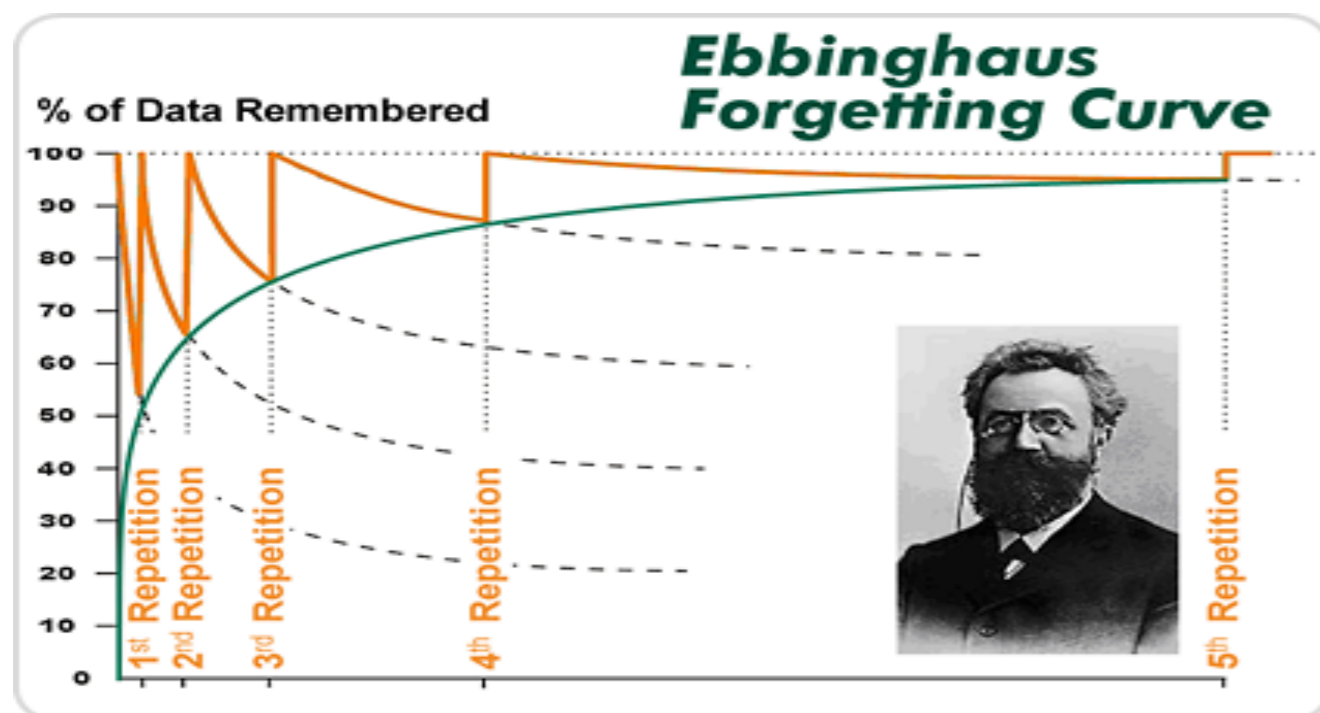 Ebbinghaus
Forgetting Curve
% of Data Remembered
100
90
80
70
60
50
40
30
20
10
0
1st Repetition
2nd Repetition
3rd Repetition
4th Repetition
5th Repetition